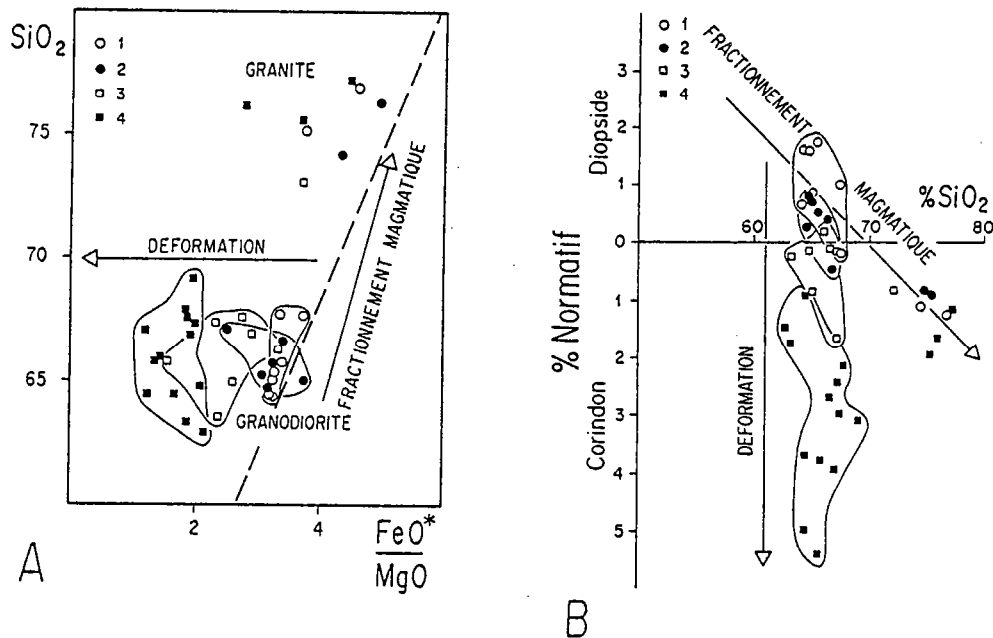 SiO2
1
2
3
4
GRANITE
75
70
65
DEFORMATION
FRACTIONNEMENT MAGMATIQUE
GRANODIORITE
2
4
FeO*
MgO
A
1
2
3
4
FRACTIONNEMENT
MAGMATIQUE
%SiO2
60
70
80
3
2
1
0
1
2
3
4
5
Diopside
% Normatif
Corindon
DEFORMATION
B